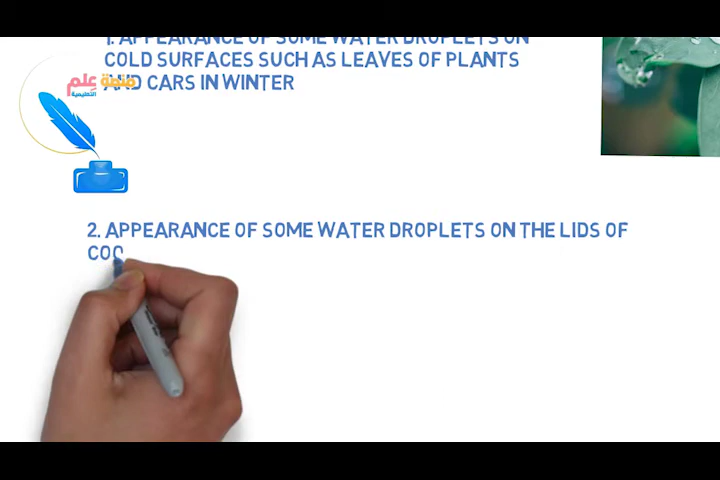 1. APPEARANCE OF SOME WATER DROPLETS ON
COLD SURFACES SUCH AS LEAVES OF PLANTS
AND CARS IN WINTER
منصة علم
التعليمية
2. APPEARANCE OF SOME WATER DROPLETS ON THE LIDS OF
COO